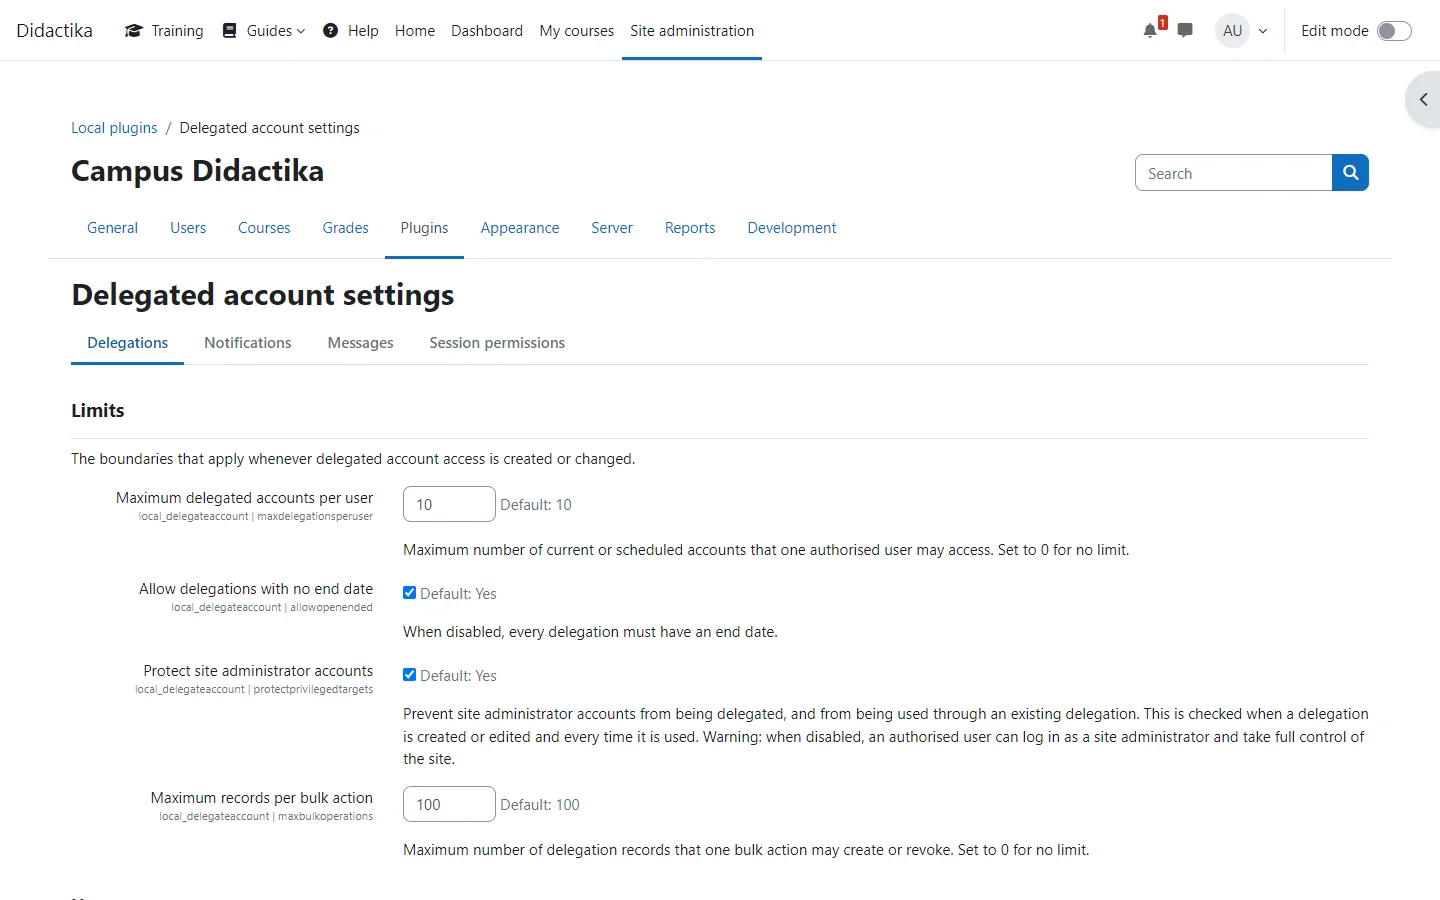 Didactika
Training
Guides
Help
Home
Dashboard
My courses
Site administration
1
AU
Edit mode
Local plugins / Delegated account settings
Campus Didactika
Search
General
Users
Courses
Grades
Plugins
Appearance
Server
Reports
Development
Delegated account settings
Delegations
Notifications
Messages
Session permissions
Limits
The boundaries that apply whenever delegated account access is created or changed.
Maximum delegated accounts per user
local_delegateaccount | maxdelegationsperuser
10
Default: 10
Maximum number of current or scheduled accounts that one authorised user may access. Set to 0 for no limit.
Allow delegations with no end date
local_delegateaccount | allowopenended
Default: Yes
When disabled, every delegation must have an end date.
Protect site administrator accounts
local_delegateaccount | protectprivilegedtargets
Default: Yes
Prevent site administrator accounts from being delegated, and from being used through an existing delegation. This is checked when a delegation
is created or edited and every time it is used. Warning: when disabled, an authorised user can log in as a site administrator and take full control of
the site.
Maximum records per bulk action
local_delegateaccount | maxbulkoperations
100
Default: 100
Maximum number of delegation records that one bulk action may create or revoke. Set to 0 for no limit.